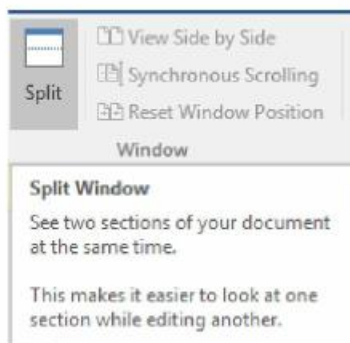 Split
View Side by Side
Synchronous Scrolling
Reset Window Position
Window
Split Window
See two sections of your document
at the same time.
This makes it easier to look at one
section while editing another.